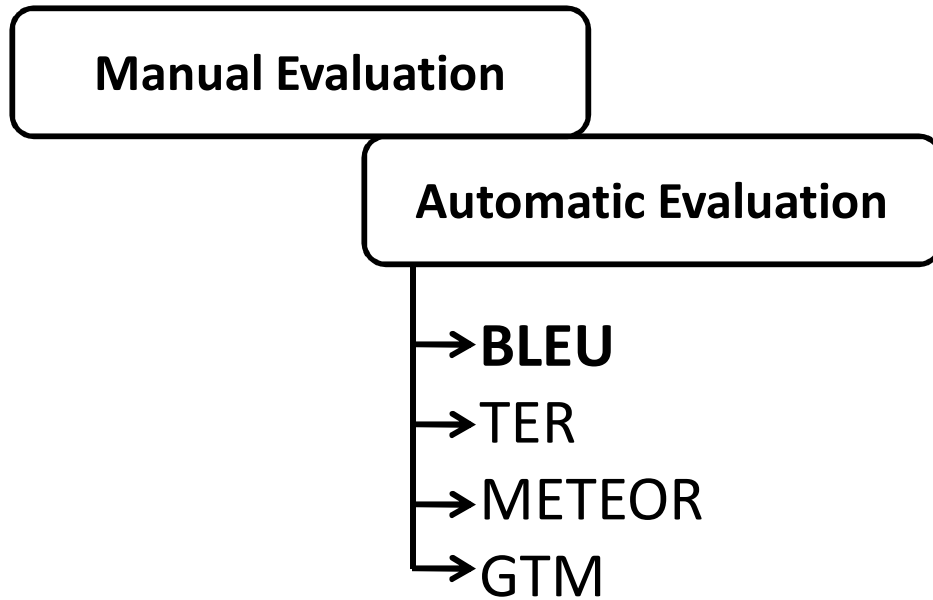 Manual Evaluation
Automatic Evaluation
BLEU
TER
METEOR
GTM